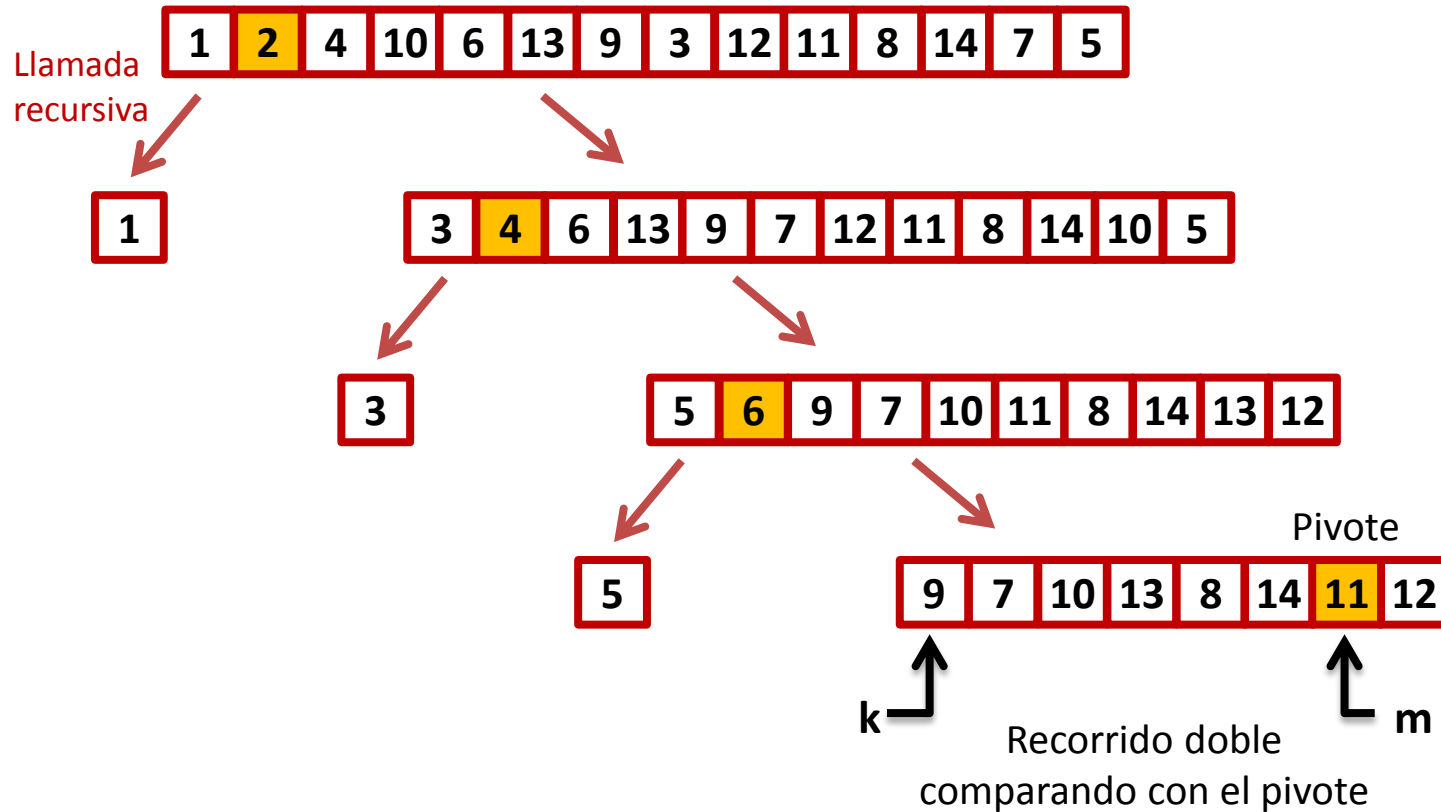 1 2 4 10 6 13 9 3 12 11 8 14 7 5
Llamada
recursiva
1
3 4 6 13 9 7 12 11 8 14 10 5
3
5 6 9 7 10 11 8 14 13 12
Pivote
5
9 7 10 13 8 14 11 12
k
m
Recorrido doble
comparando con el pivote